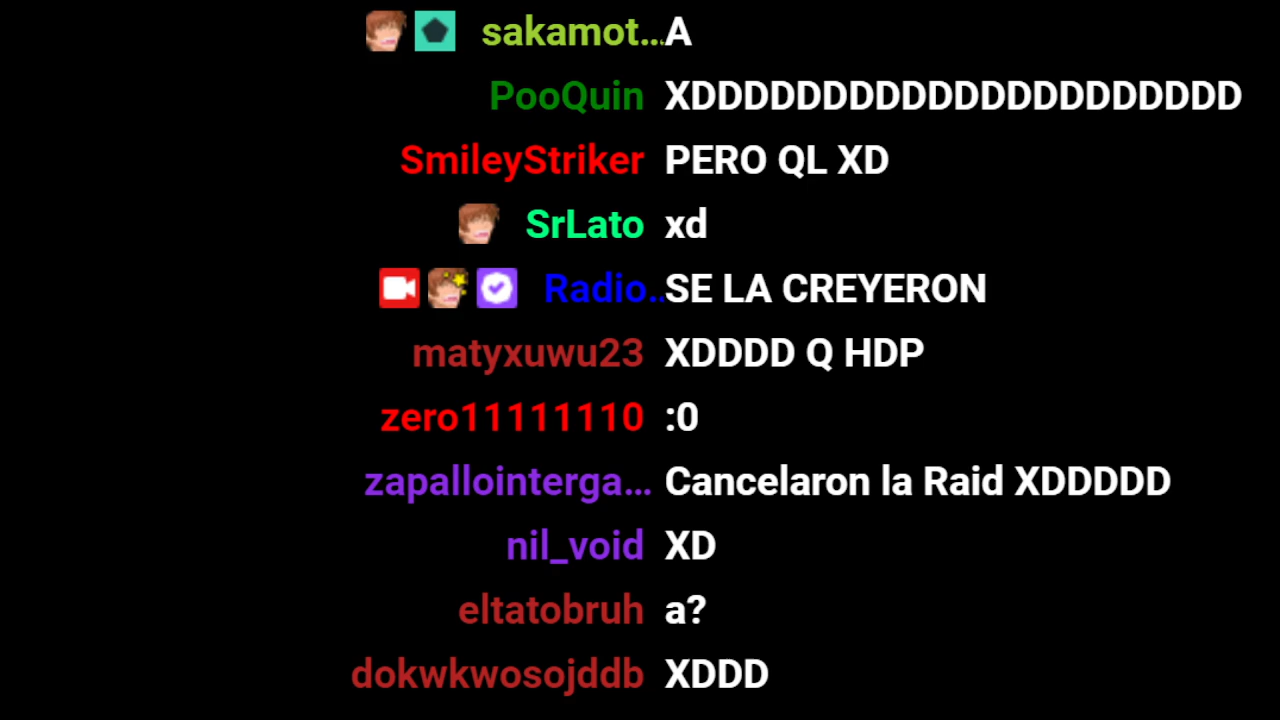 sakamot... A
PooQuin XDDDDDDDDDDDDDDDDDDDDD
SmileyStriker PERO QL XD
SrLato xd
Radio.. SE LA CREYERON
matyxuwu23 XDDDD Q HDP
zero11111110 :0
zapallointerga... Cancelaron la Raid XDDDDD
nil_void XD
eltatobruh a?
dokwkwosojddb XDDD